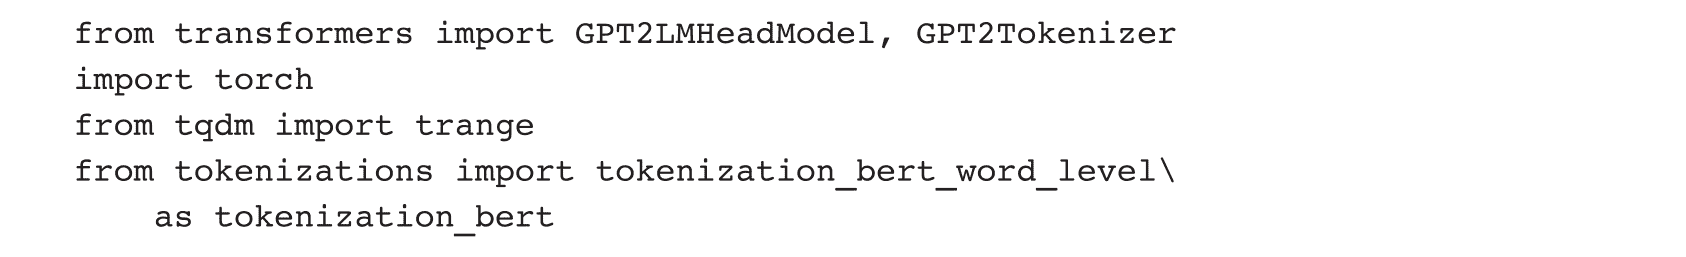 from transformers import GPT2LMHeadModel, GPT2Tokenizer
import torch
from tqdm import trange
from tokenizations import tokenization_bert_word_level\
    as tokenization_bert